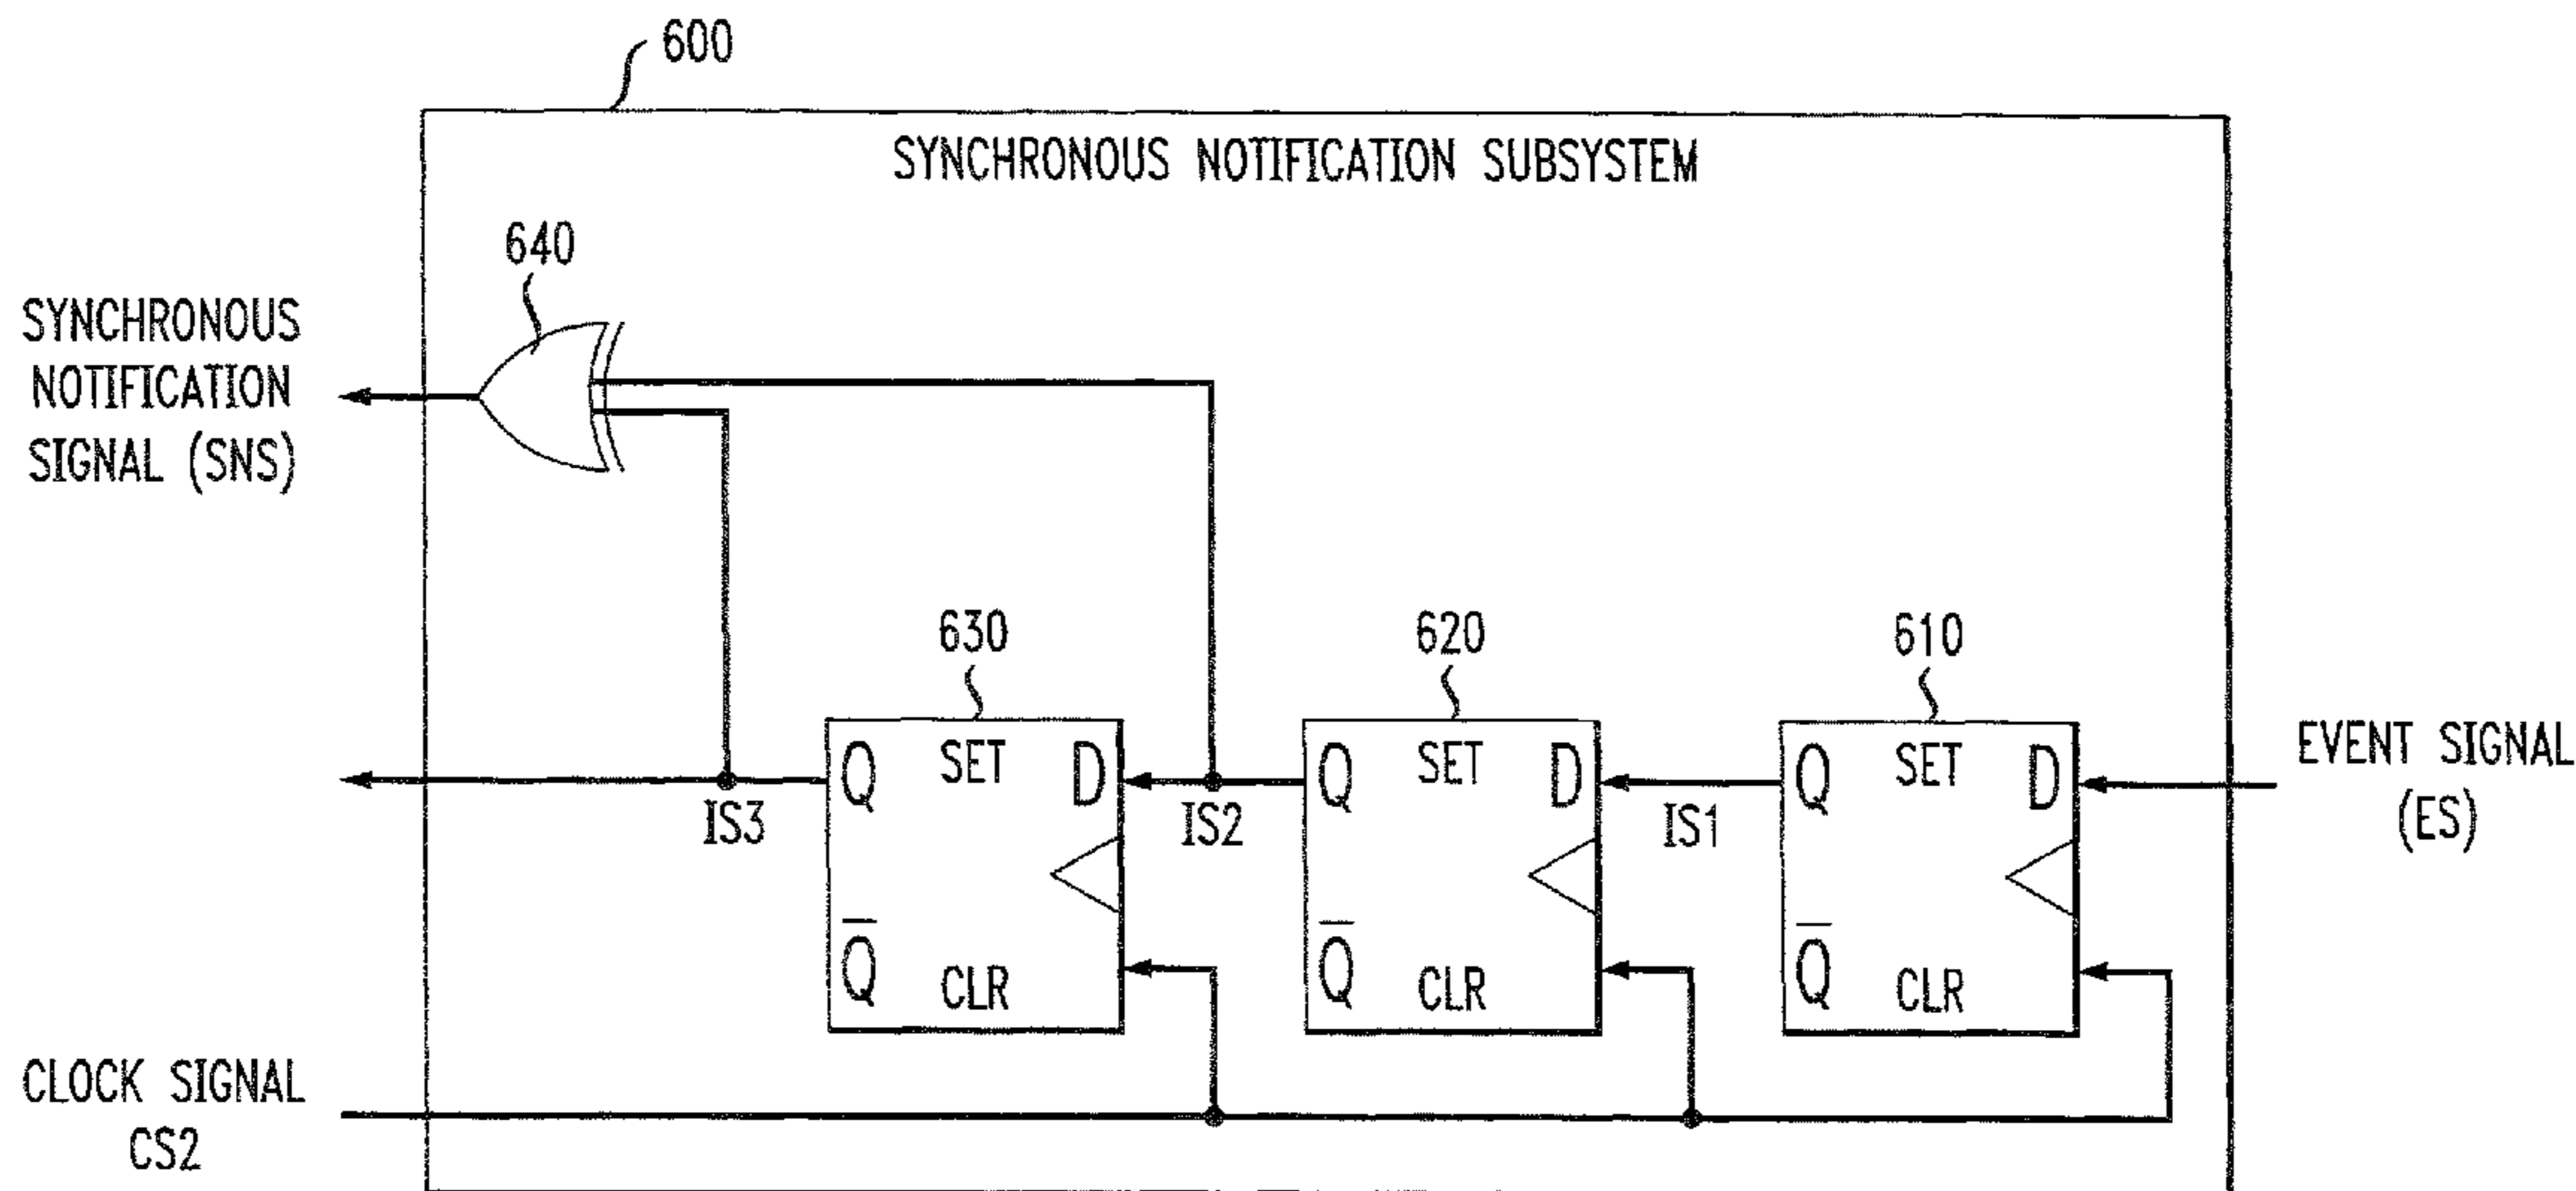 600
SYNCHRONOUS NOTIFICATION SUBSYSTEM
640
SYNCHRONOUS
NOTIFICATION
SIGNAL (SNS)
630
620
610
Q SET D
Q SET D
Q SET D
EVENT SIGNAL
(ES)
IS3
IS2
IS1
Q̅ CLR
Q̅ CLR
Q̅ CLR
CLOCK SIGNAL
CS2